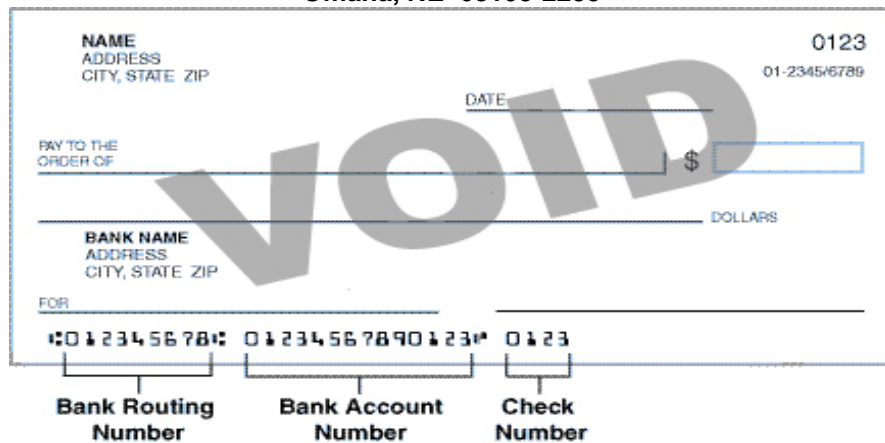 NAME
ADDRESS
CITY, STATE ZIP
0123
01-2345/6789
DATE
PAY TO THE
ORDER OF
$
VOID
DOLLARS
BANK NAME
ADDRESS
CITY, STATE ZIP
FOR
⑆012345678⑆ 01234567890123⑈ 0123
Bank Routing
Number
Bank Account
Number
Check
Number